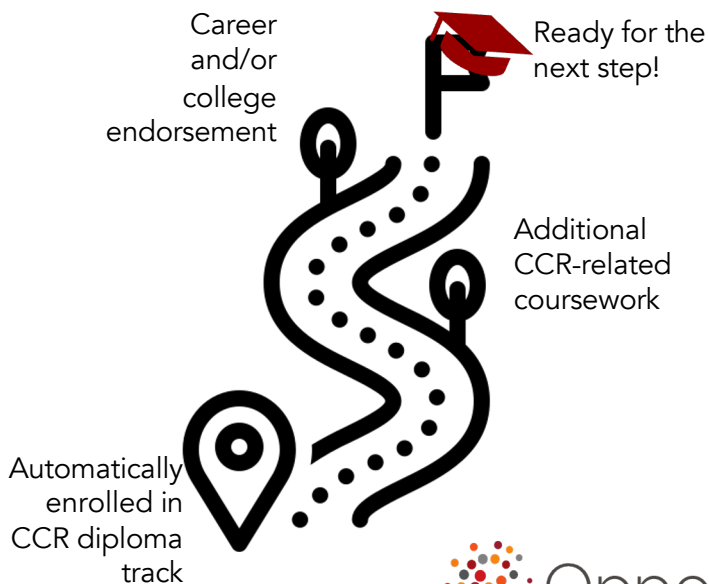 Career
and/or
college
endorsement
Ready for the
next step!
Additional
CCR-related
coursework
Automatically
enrolled in
CCR diploma
track